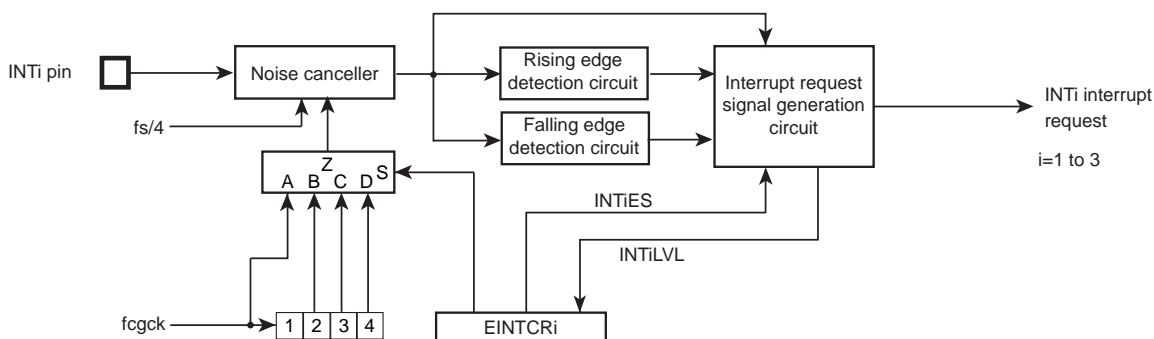 INTi pin
Noise canceller
Rising edge
detection circuit
Falling edge
detection circuit
Interrupt request
signal generation
circuit
INTi interrupt
request
i=1 to 3
fs/4
Z
S
A
B
C
D
INTiES
INTiLVL
fcgck
1
2
3
4
EINTCRi